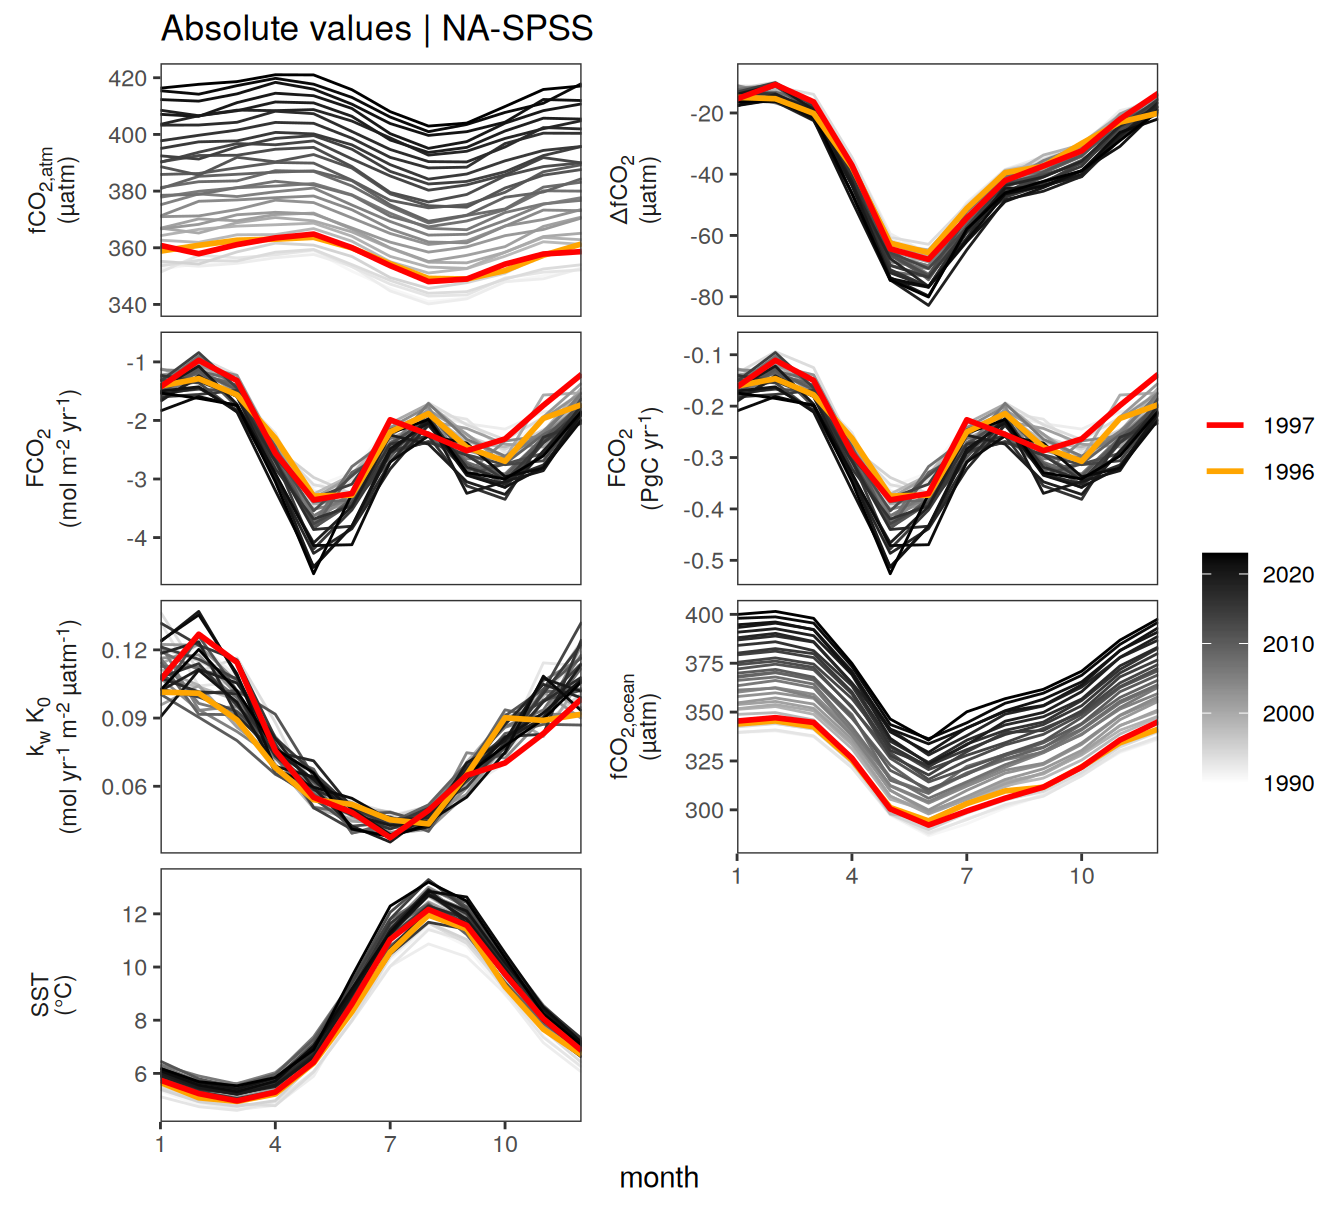 Absolute values | NA-SPSS
fCO2,atm
(µatm)
420
400
380
360
340
ΔfCO2
(µatm)
-20
-40
-60
-80
FCO2
(mol m-2 yr-1)
-1
-2
-3
-4
FCO2
(PgC yr-1)
-0.1
-0.2
-0.3
-0.4
-0.5
kw K0
(mol yr-1 m-2 µatm-1)
0.12
0.09
0.06
fCO2,ocean
(µatm)
400
375
350
325
300
1 4 7 10
SST
(°C)
12
10
8
6
1 4 7 10
month
1997
1996
2020
2010
2000
1990